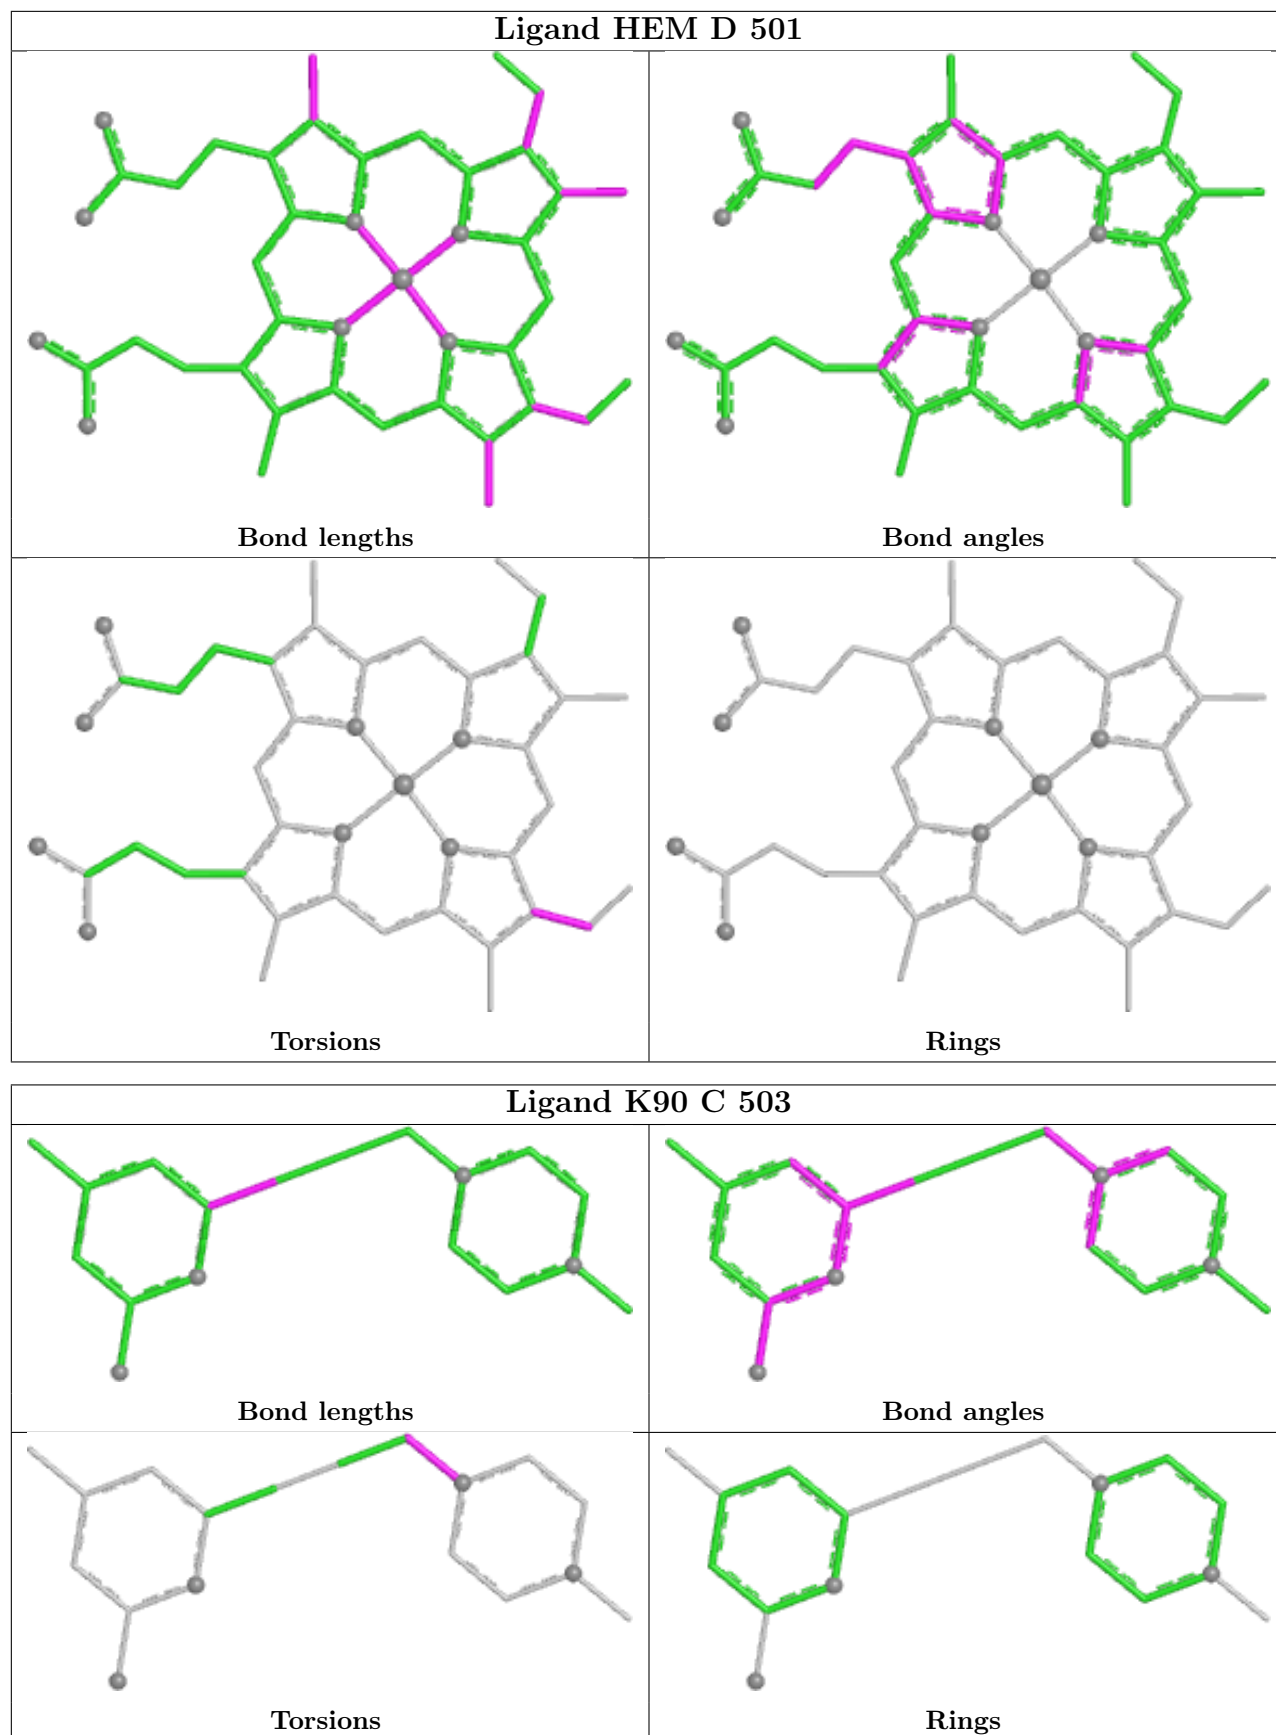 Ligand HEM D 501
Bond lengths
Bond angles
Torsions
Rings
Ligand K90 C 503
Bond lengths
Bond angles
Torsions
Rings